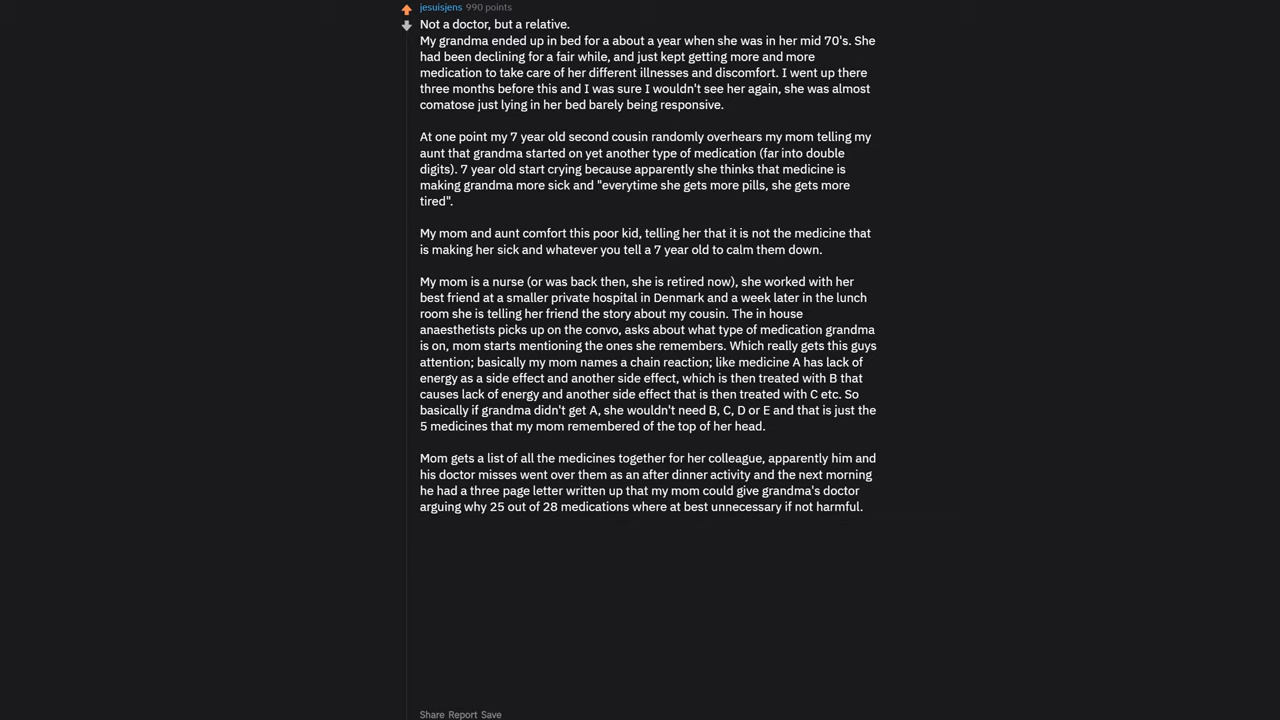 jesuisjens 990 points
Not a doctor, but a relative.
My grandma ended up in bed for a about a year when she was in her mid 70's. She
had been declining for a fair while, and just kept getting more and more
medication to take care of her different illnesses and discomfort. I went up there
three months before this and I was sure I wouldn't see her again, she was almost
comatose just lying in her bed barely being responsive.
At one point my 7 year old second cousin randomly overhears my mom telling my
aunt that grandma started on yet another type of medication (far into double
digits). 7 year old start crying because apparently she thinks that medicine is
making grandma more sick and "everytime she gets more pills, she gets more
tired".
My mom and aunt comfort this poor kid, telling her that it is not the medicine that
is making her sick and whatever you tell a 7 year old to calm them down.
My mom is a nurse (or was back then, she is retired now), she worked with her
best friend at a smaller private hospital in Denmark and a week later in the lunch
room she is telling her friend the story about my cousin. The in house
anaesthetists picks up on the convo, asks about what type of medication grandma
is on, mom starts mentioning the ones she remembers. Which really gets this guys
attention; basically my mom names a chain reaction; like medicine A has lack of
energy as a side effect and another side effect, which is then treated with B that
causes lack of energy and another side effect that is then treated with C etc. So
basically if grandma didn't get A, she wouldn't need B, C, D or E and that is just the
5 medicines that my mom remembered of the top of her head.
Mom gets a list of all the medicines together for her colleague, apparently him and
his doctor misses went over them as an after dinner activity and the next morning
he had a three page letter written up that my mom could give grandma's doctor
arguing why 25 out of 28 medications where at best unnecessary if not harmful.
Share Report Save